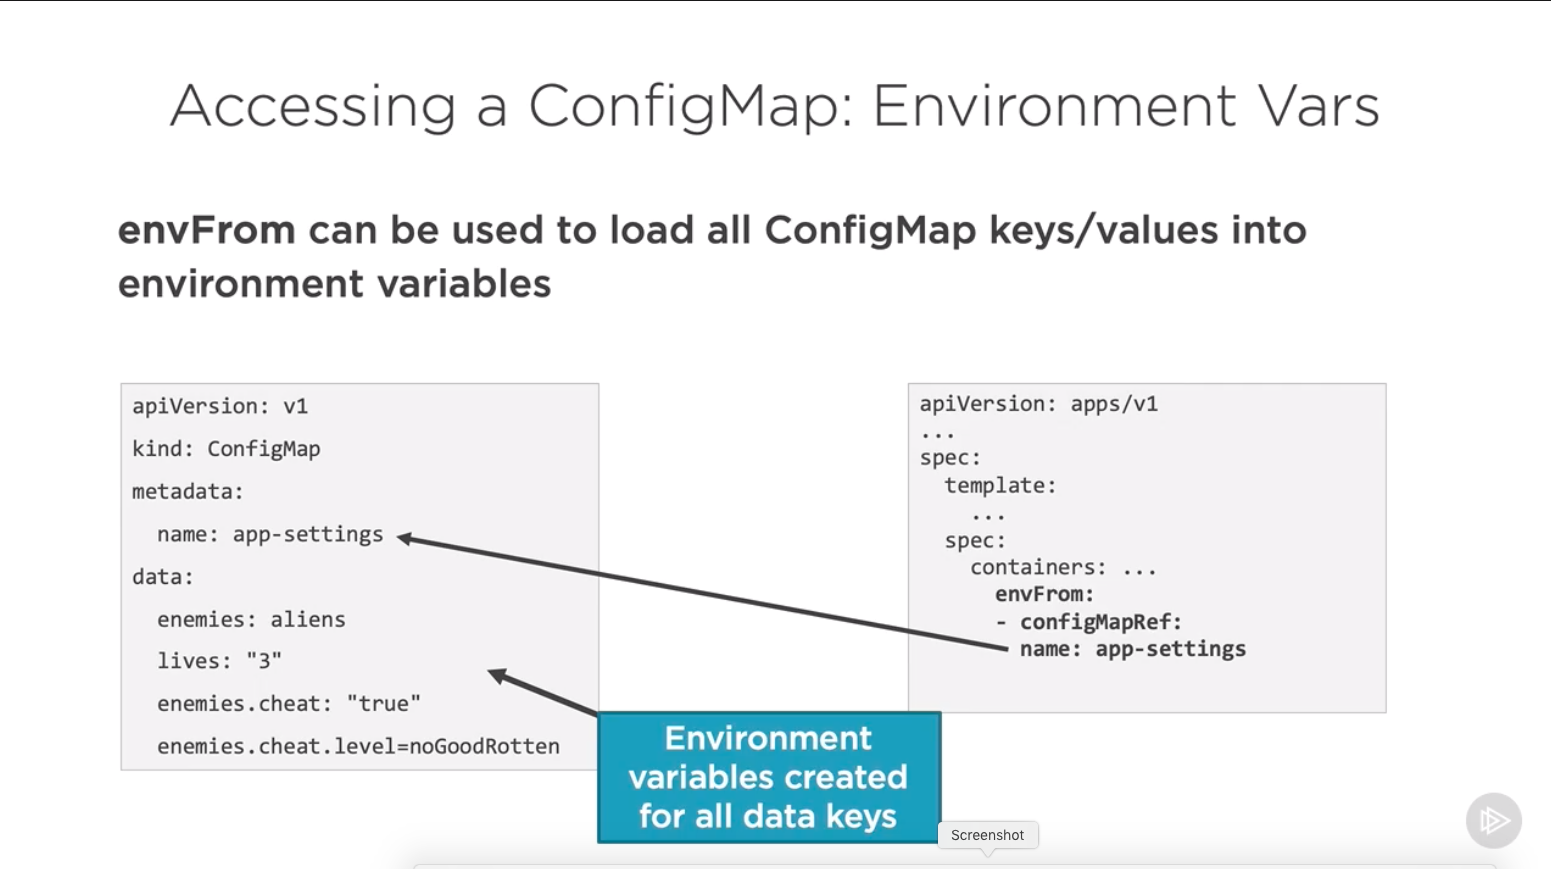 Accessing a ConfigMap: Environment Vars
envFrom can be used to load all ConfigMap keys/values into
environment variables
apiVersion: v1
kind: ConfigMap
metadata:
  name: app-settings
data:
  enemies: aliens
  lives: "3"
  enemies.cheat: "true"
  enemies.cheat.level=noGoodRotten
apiVersion: apps/v1
...
spec:
  template:
    ...
  spec:
    containers: ...
      envFrom:
      - configMapRef:
        name: app-settings
Environment
variables created
for all data keys
Screenshot